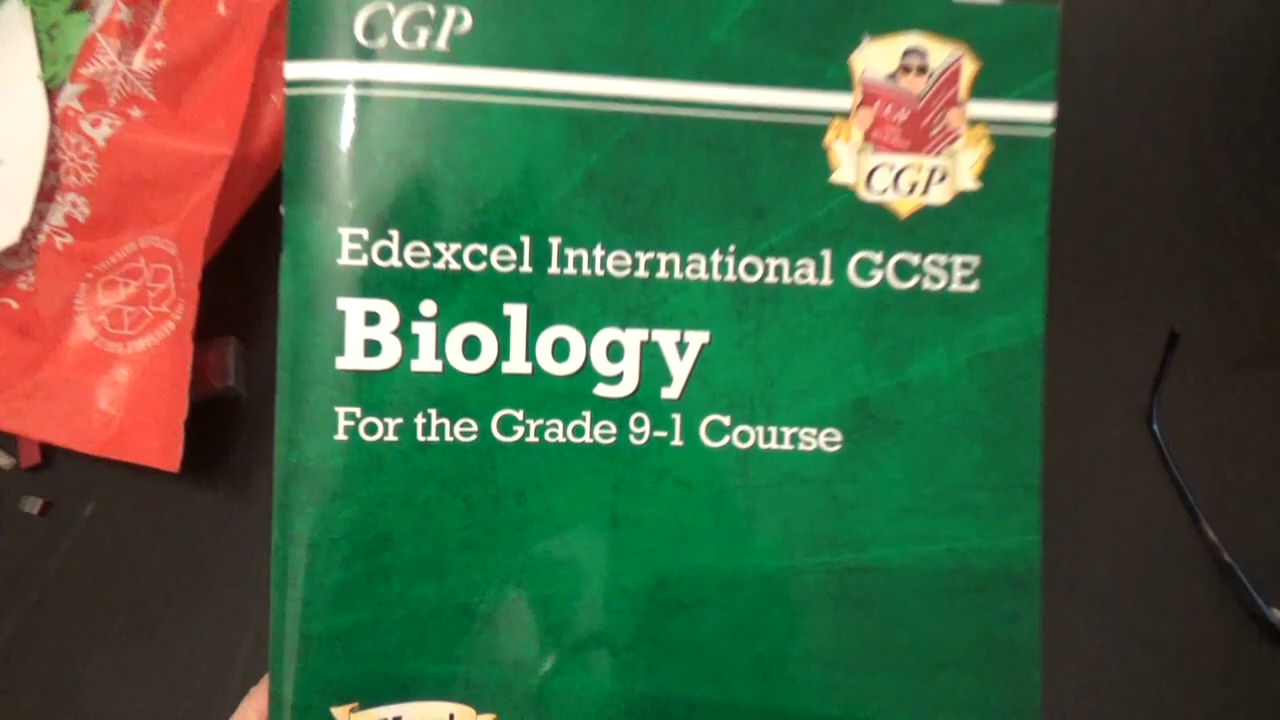 CGP
CGP
Edexcel International GCSE
Biology
For the Grade 9-1 Course